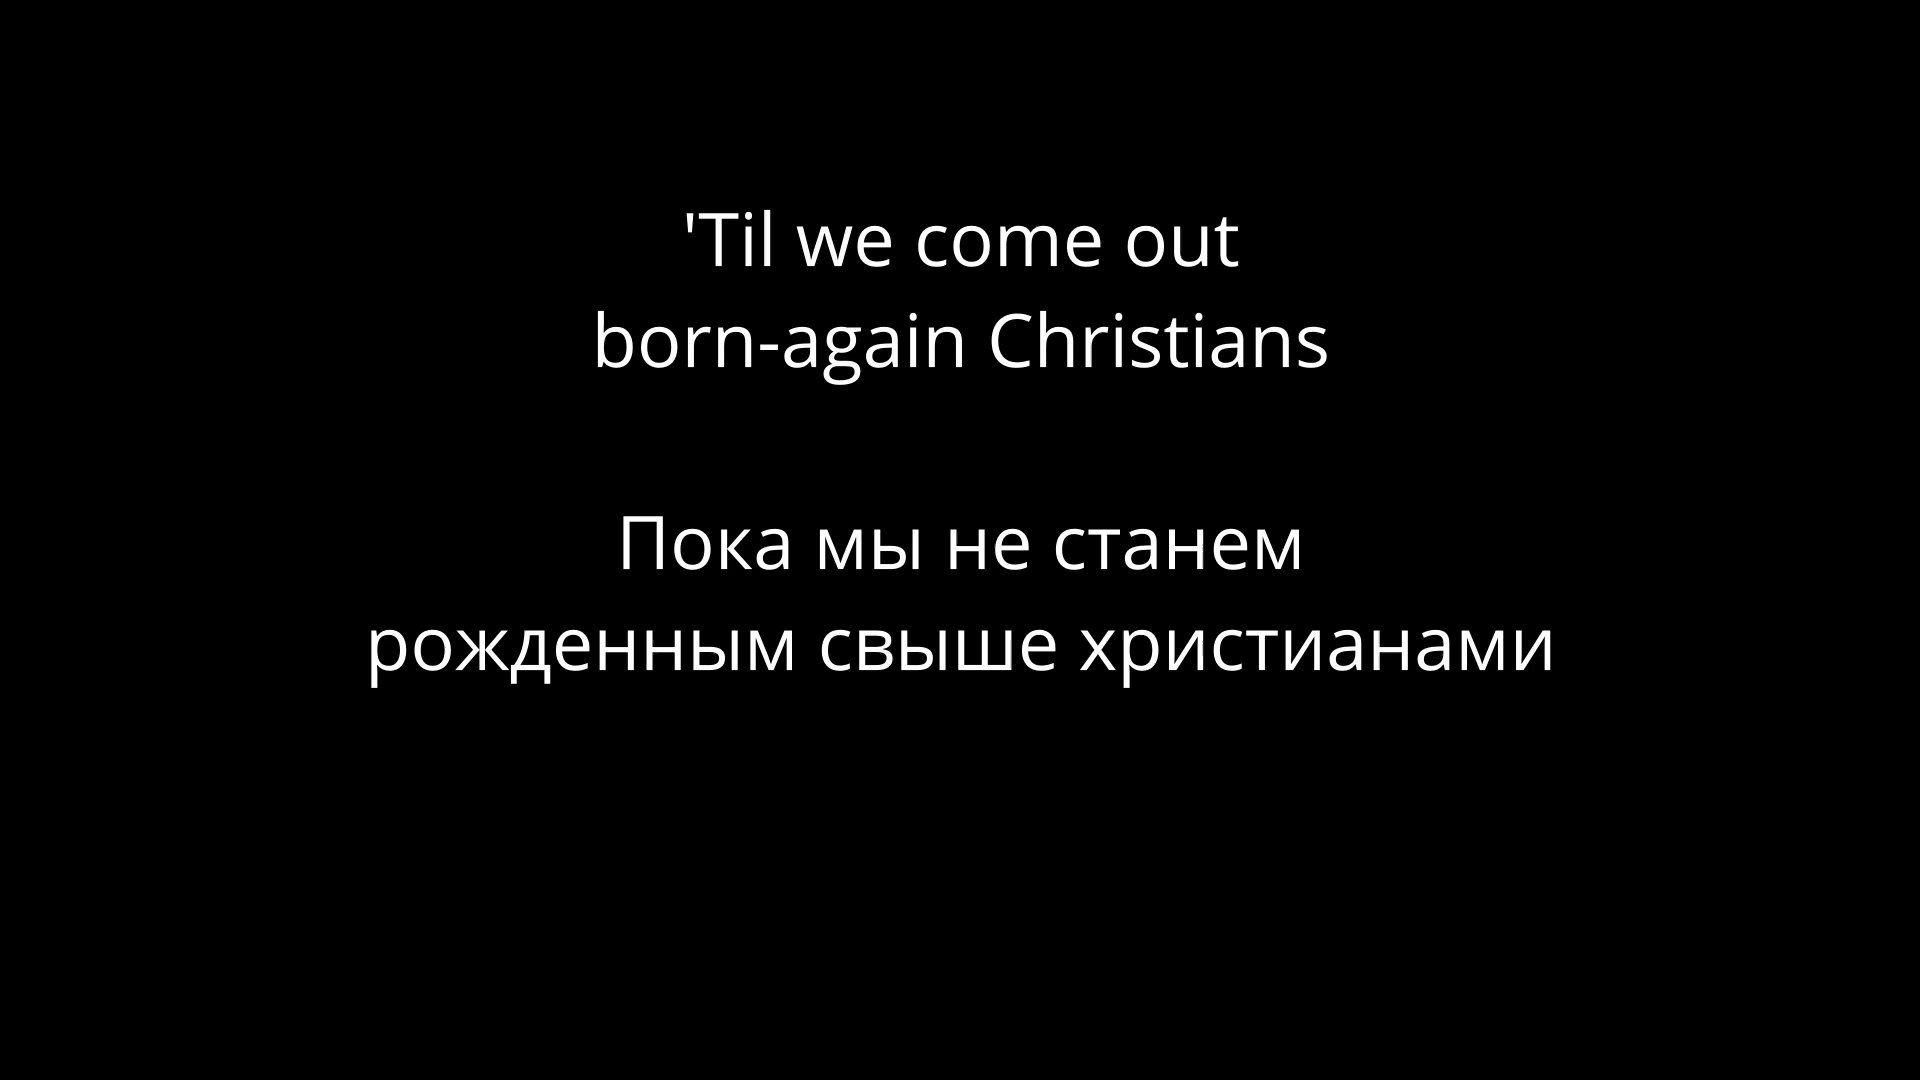 'Til we come out
born-again Christians
Пока мы не станем
рожденным свыше христианами